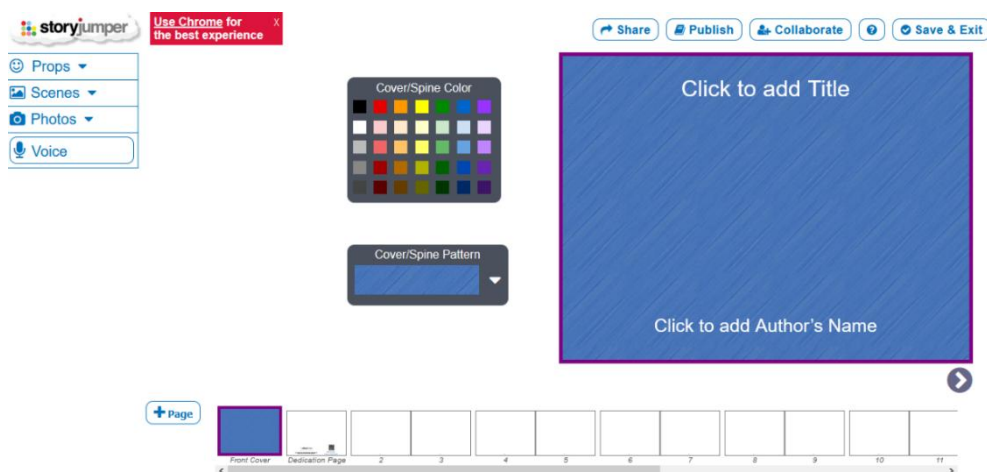 storyjumper
Use Chrome for
the best experience
X
Share
Publish
Collaborate
?
Save & Exit
Props
Scenes
Photos
Voice
Cover/Spine Color
Cover/Spine Pattern
Click to add Title
Click to add Author's Name
+ Page
Front Cover
Dedication Page
2
3
4
5
6
7
8
9
10
11